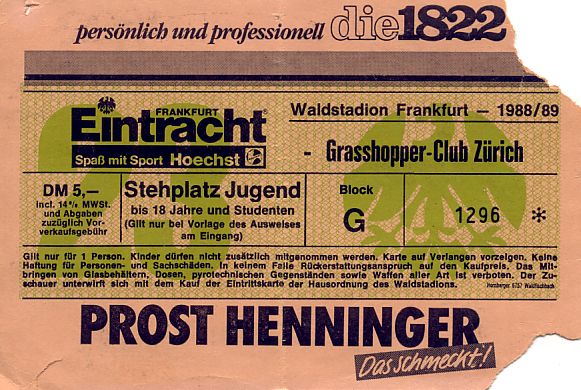 persönlich und professionell die1822
FRANKFURT
Eintracht
Spaß mit Sport Hoechst
Waldstadion Frankfurt — 1988/89
- Grasshopper-Club Zürich
DM 5,—
incl. 14% MWSt.
und Abgaben
zuzüglich Vor-
verkaufsgebühr
Stehplatz Jugend
bis 18 Jahre und Studenten
(Gilt nur bei Vorlage des Ausweises
am Eingang)
Block
G
1296 *
Gilt nur für 1 Person. Kinder dürfen nicht zusätzlich mitgenommen werden. Karte auf Verlangen vorzeigen. Keine
Haftung für Personen- und Sachschäden. In keinem Falle Rückerstattungsanspruch auf den Kaufpreis. Das Mit-
bringen von Glasbehältern, Dosen, pyrotechnischen Gegenständen sowie Waffen aller Art ist verboten. Der Zu-
schauer unterwirft sich mit dem Kauf der Eintrittskarte der Hausordnung des Waldstadions.
PROST HENNINGER
Das schmeckt!